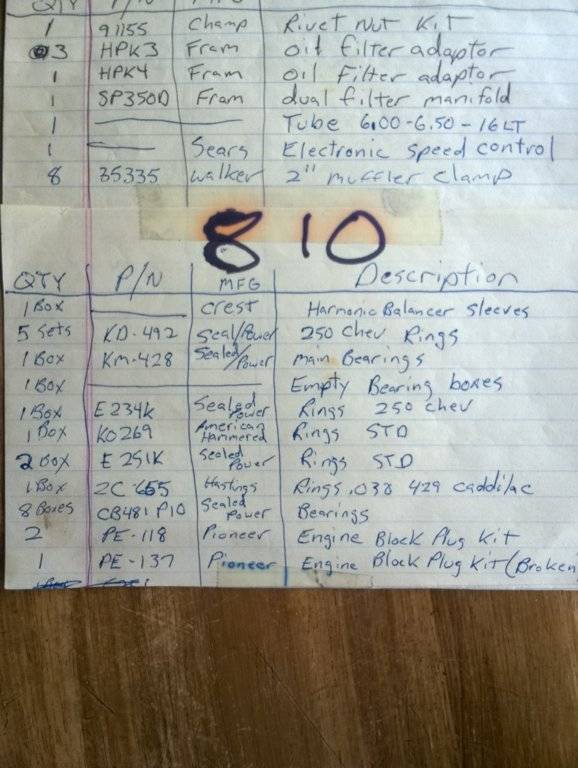 QTY P/N MFG
1 91155 Champ Rivet Nut Kit
3 HPK3 Fram oil filter adaptor
1 HPK4 Fram oil Filter adaptor
1 SP350D Fram dual filter manifold
1 Tube 6.00-6.50-16LT
1 Sears Electronic speed control
8 35335 Walker 2" muffler clamp
8 10
QTY P/N MFG Description
1 Box crest Harmonic Balancer sleeves
5 sets KD-492 Seal/Power 250 chev Rings
1 Box KM-428 Sealed/Power main Bearings
1 Box Empty Bearing boxes
1 Box E234K Sealed Power Rings 250 chev
1 Box KO269 American Hammered Rings STD
2 Box E251K Sealed Power Rings STD
1 Box 2C 655 Hastings Rings .030 429 caddilac
8 Boxes CB481 P10 Sealed Power Bearings
2 PE-118 Pioneer Engine Block Plug Kit
1 PE-137 Pioneer Engine Block Plug Kit (Broken